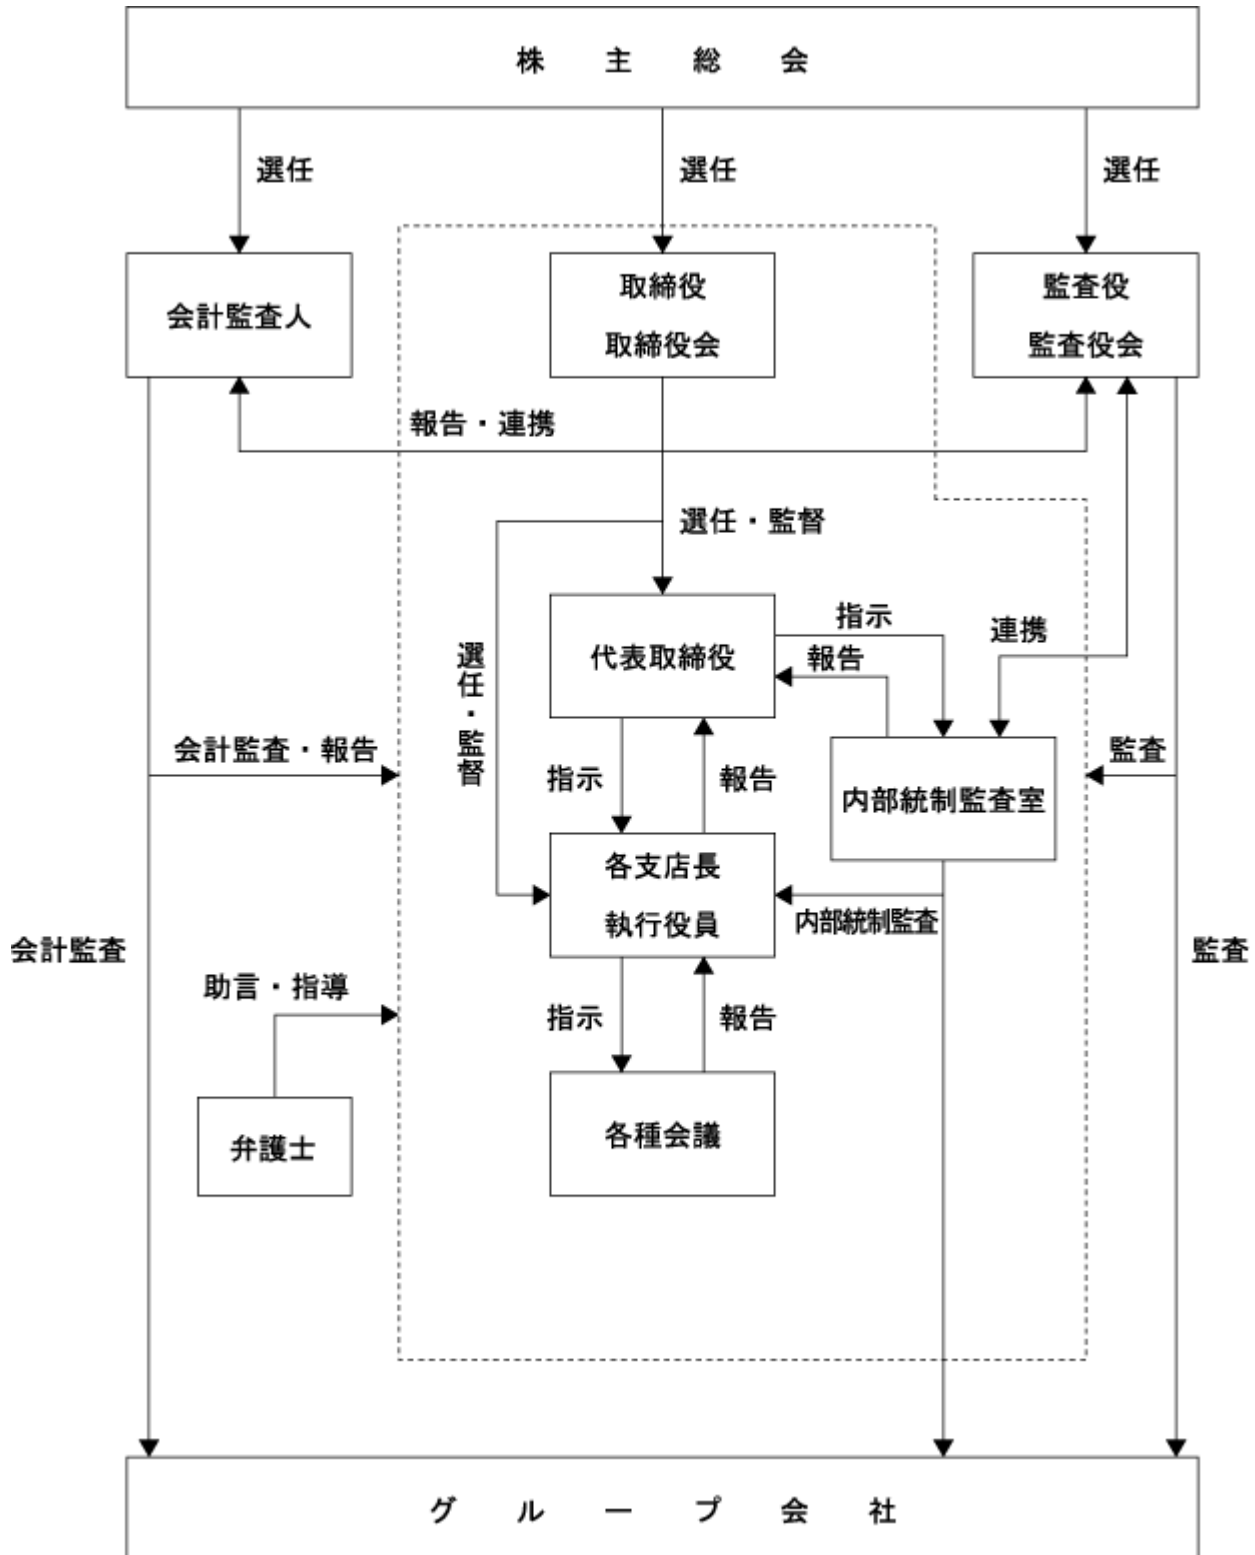 株主総会
選任
選任
選任
会計監査人
取締役
取締役会
監査役
監査役会
報告・連携
選任・監督
選任・監督
代表取締役
指示
報告
連携
会計監査・報告
指示
報告
内部統制監査室
監査
各支店長
執行役員
内部統制監査
会計監査
監査
助言・指導
指示
報告
弁護士
各種会議
グループ会社